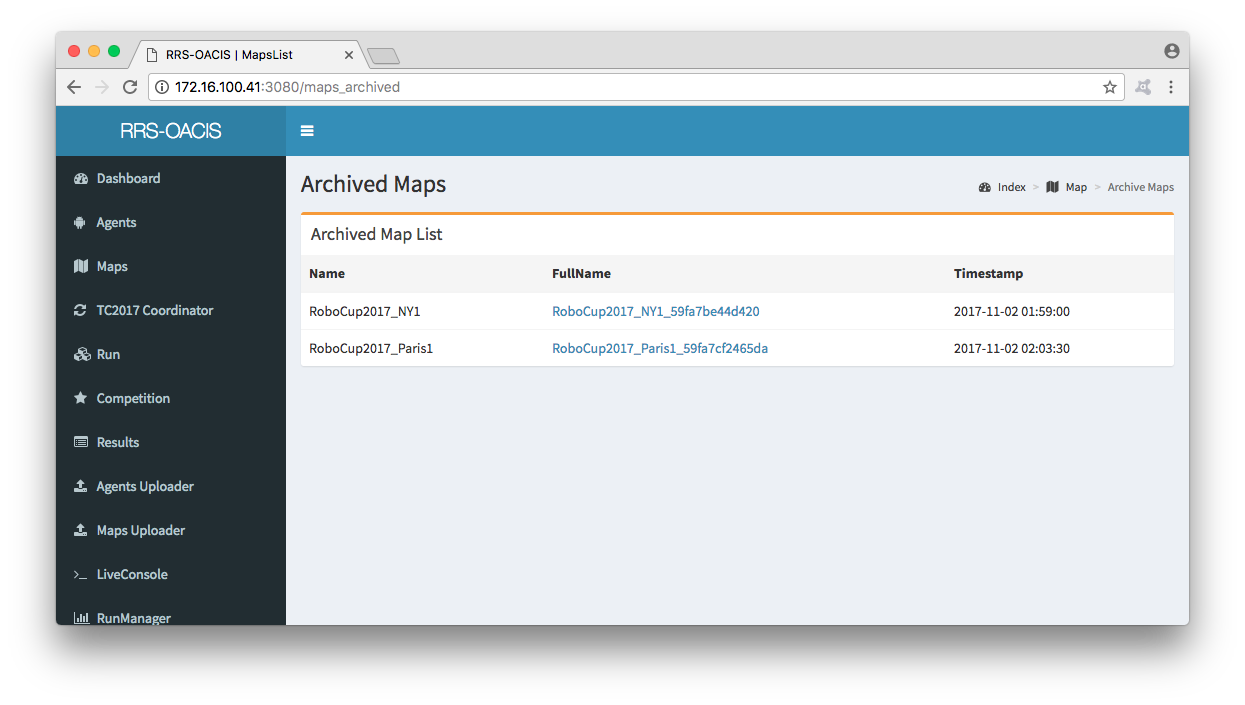 RRS-OACIS | MapsList
172.16.100.41:3080/maps_archived
RRS-OACIS
Dashboard
Agents
Maps
TC2017 Coordinator
Run
Competition
Results
Agents Uploader
Maps Uploader
LiveConsole
RunManager
Archived Maps
Index > Map > Archive Maps
Archived Map List
Name FullName Timestamp
RoboCup2017_NY1 RoboCup2017_NY1_59fa7be44d420 2017-11-02 01:59:00
RoboCup2017_Paris1 RoboCup2017_Paris1_59fa7cf2465da 2017-11-02 02:03:30